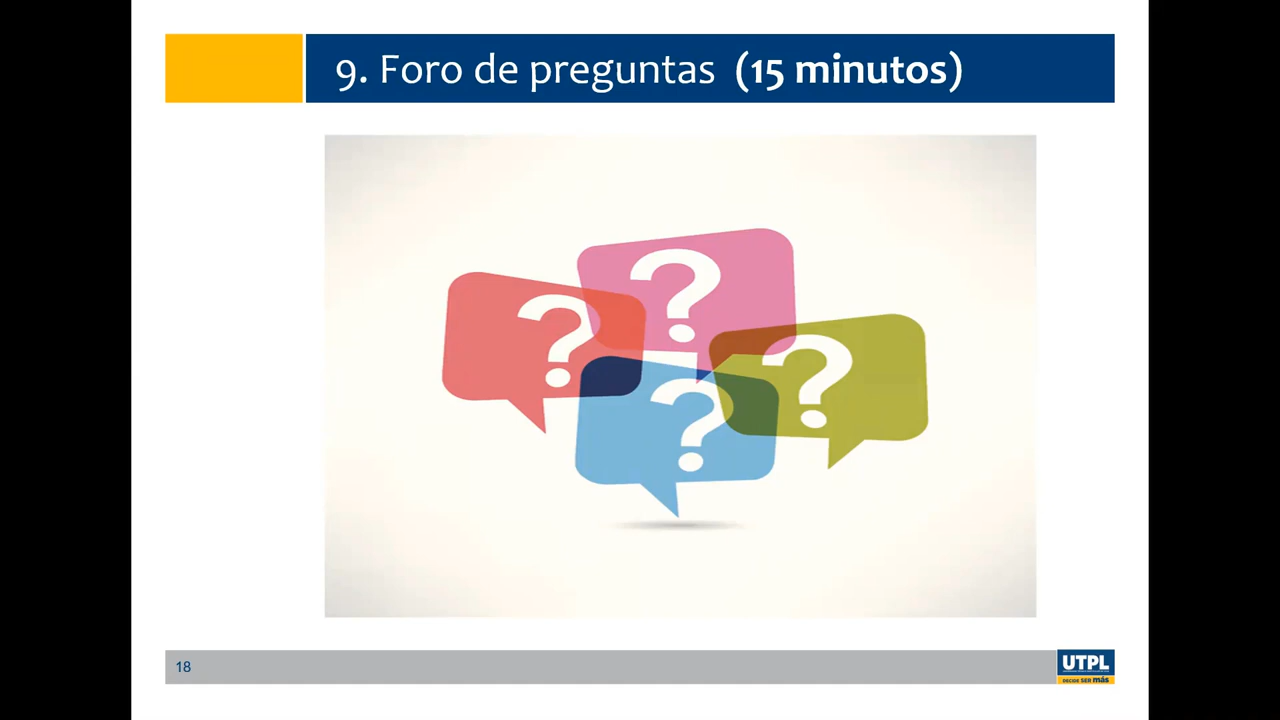 9. Foro de preguntas (15 minutos)
?
?
?
?
18
UTPL
DECIDE SER más